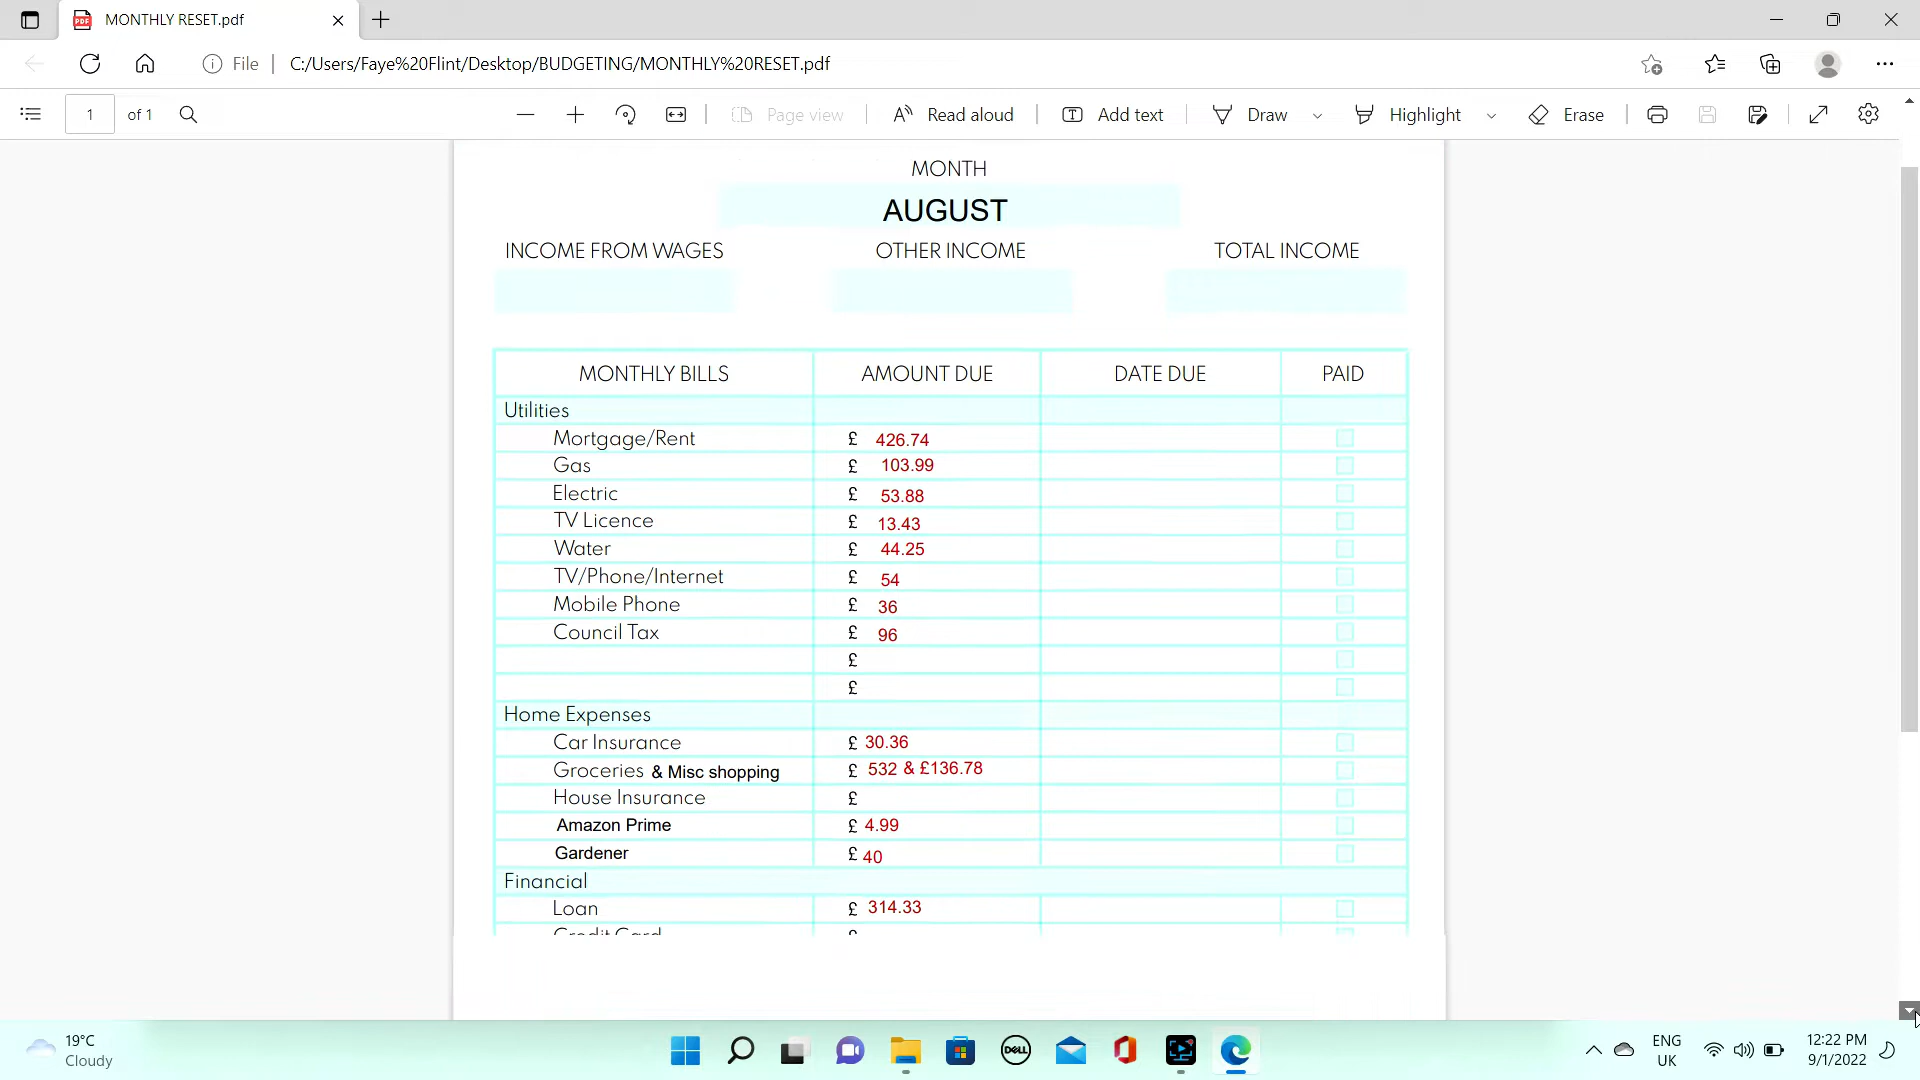 MONTHLY RESET.pdf
File C:/Users/Faye%20Flint/Desktop/BUDGETING/MONTHLY%20RESET.pdf
1 of 1 Page view Read aloud Add text Draw Highlight Erase
MONTH
AUGUST
INCOME FROM WAGES OTHER INCOME TOTAL INCOME
MONTHLY BILLS AMOUNT DUE DATE DUE PAID
Utilities
Mortgage/Rent £ 426.74
Gas £ 103.99
Electric £ 53.88
TV Licence £ 13.43
Water £ 44.25
TV/Phone/Internet £ 54
Mobile Phone £ 36
Council Tax £ 96
£
£
Home Expenses
Car Insurance £ 30.36
Groceries & Misc shopping £ 532 & £136.78
House Insurance £
Amazon Prime £ 4.99
Gardener £ 40
Financial
Loan £ 314.33
Credit Card £
19°C
Cloudy
DELL
ENG
UK
12:22 PM
9/1/2022